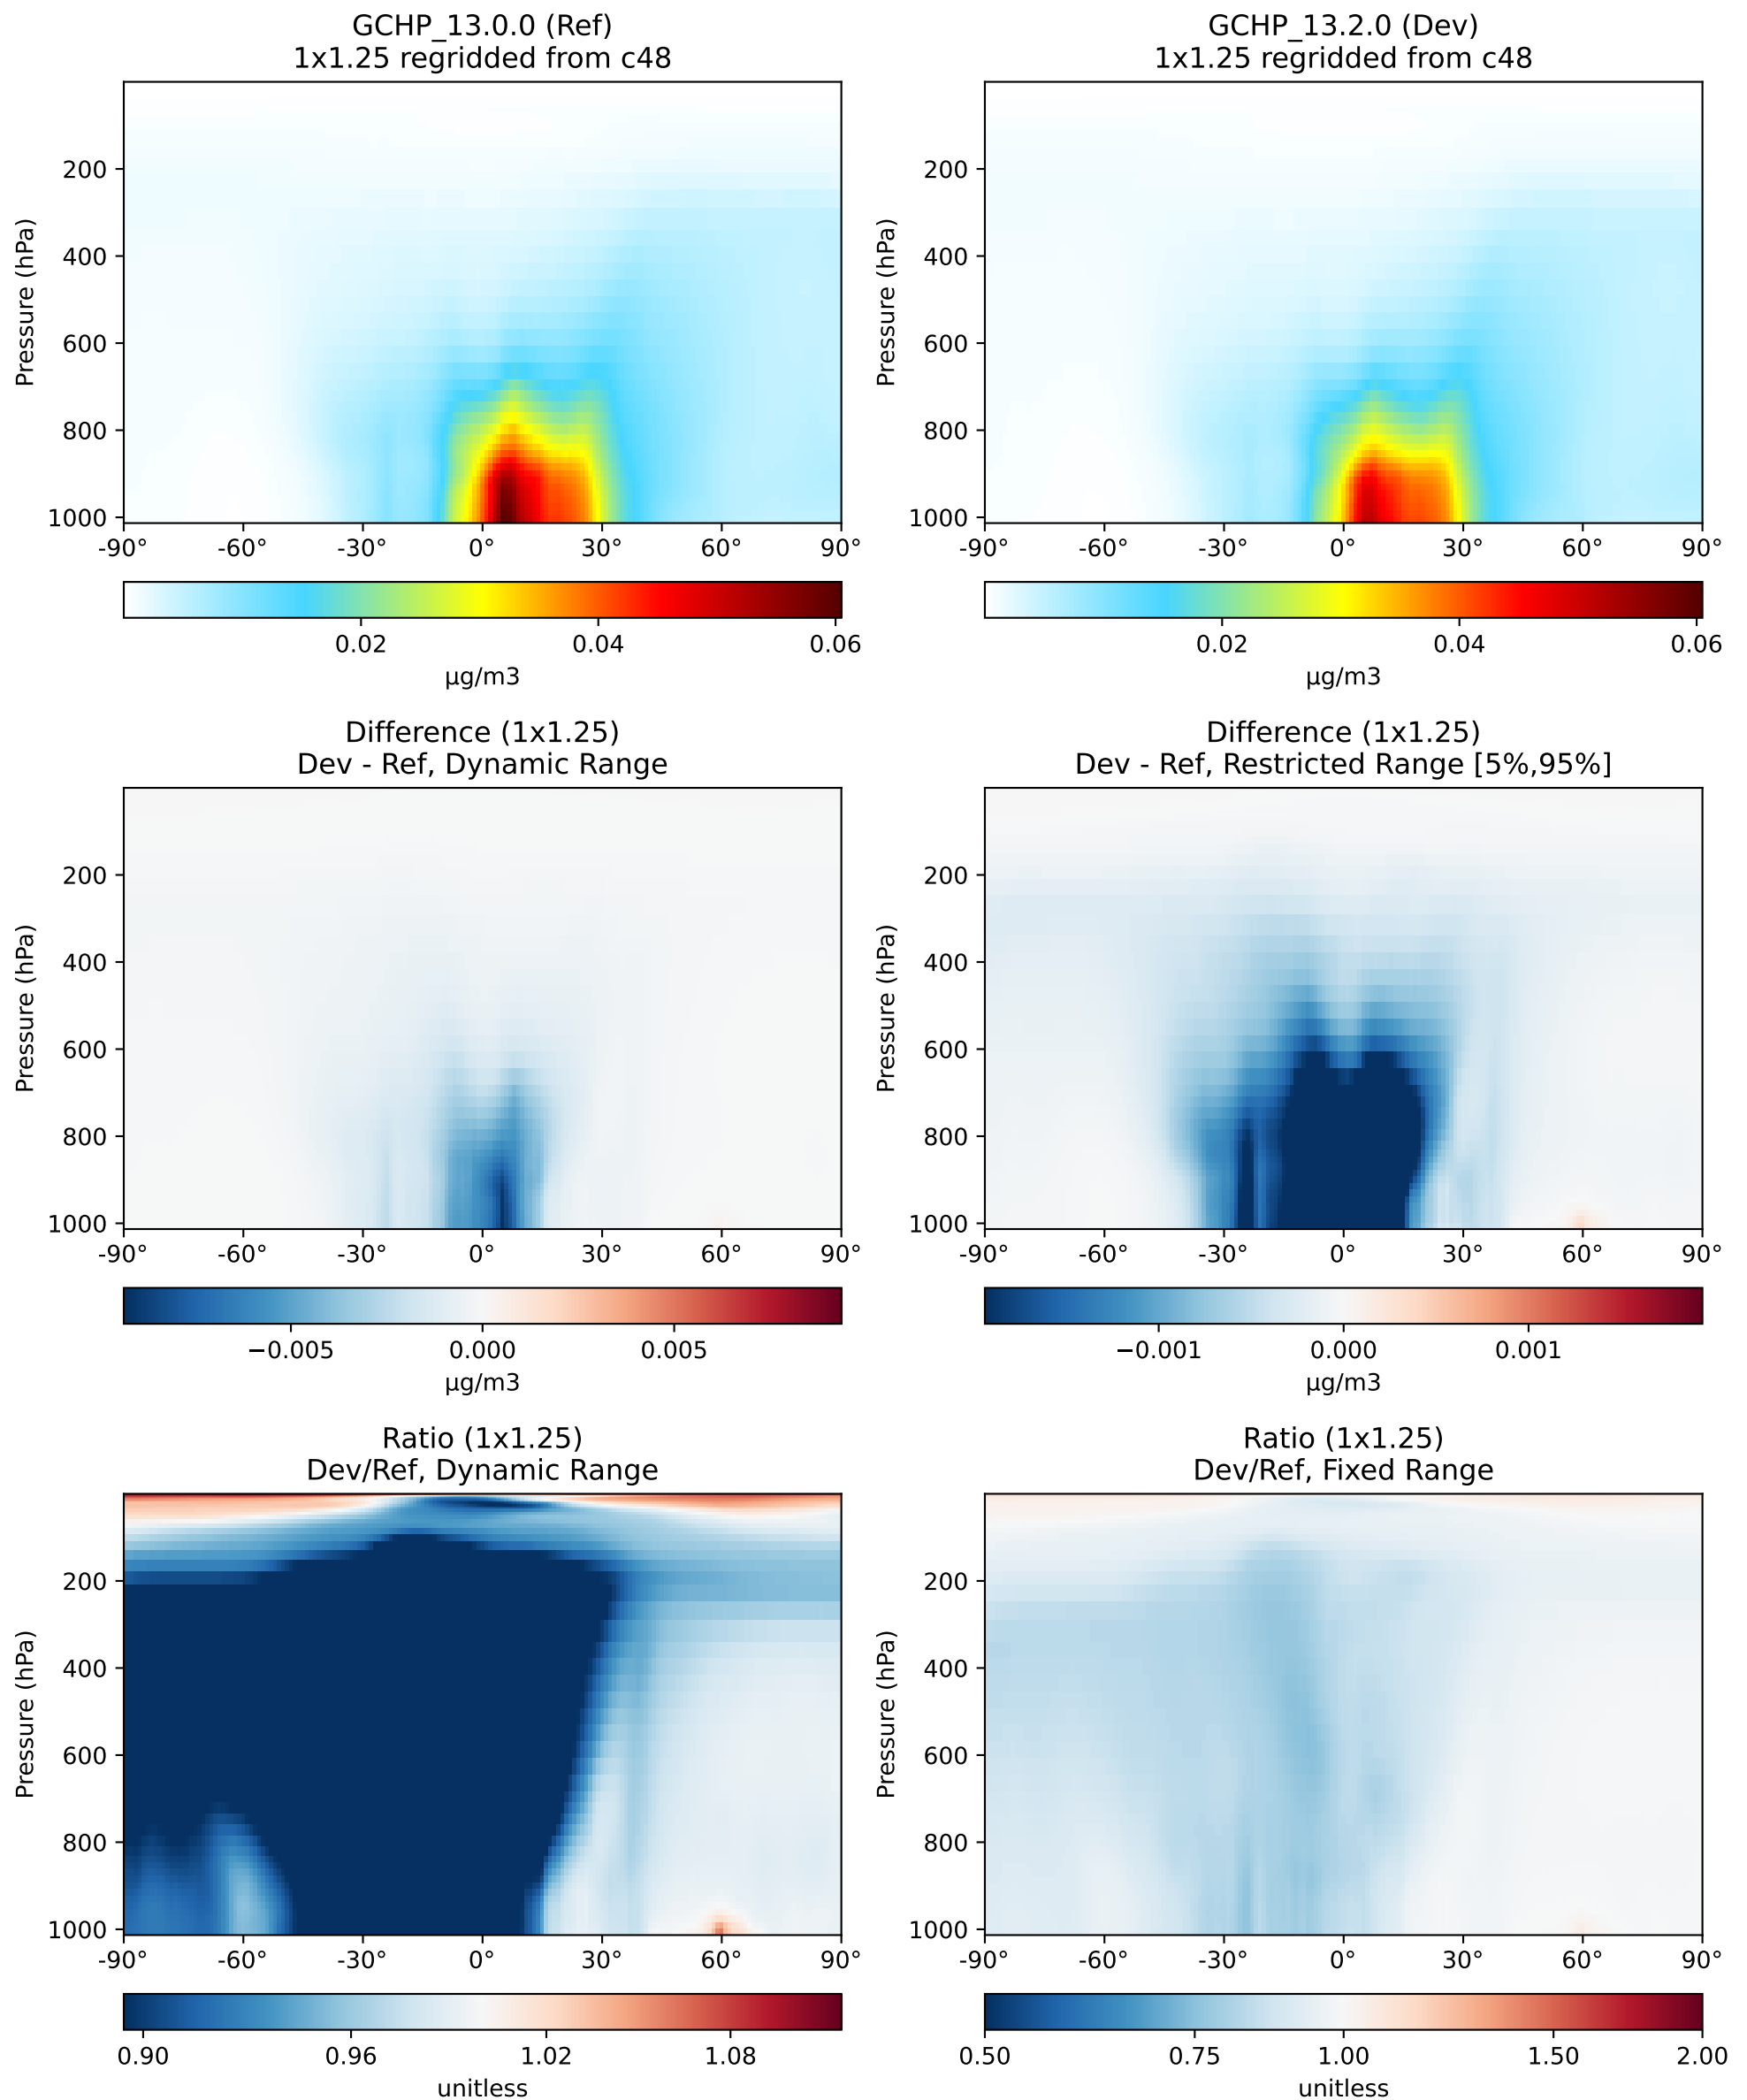 GCHP_13.0.0 (Ref)
1x1.25 regridded from c48
GCHP_13.2.0 (Dev)
1x1.25 regridded from c48
Pressure (hPa)
200
400
600
800
1000
-90° -60° -30° 0° 30° 60° 90°
0.02 0.04 0.06
μg/m3
Pressure (hPa)
200
400
600
800
1000
-90° -60° -30° 0° 30° 60° 90°
0.02 0.04 0.06
μg/m3
Difference (1x1.25)
Dev - Ref, Dynamic Range
Pressure (hPa)
200
400
600
800
1000
-90° -60° -30° 0° 30° 60° 90°
−0.005 0.000 0.005
μg/m3
Difference (1x1.25)
Dev - Ref, Restricted Range [5%,95%]
Pressure (hPa)
200
400
600
800
1000
-90° -60° -30° 0° 30° 60° 90°
−0.001 0.000 0.001
μg/m3
Ratio (1x1.25)
Dev/Ref, Dynamic Range
Pressure (hPa)
200
400
600
800
1000
-90° -60° -30° 0° 30° 60° 90°
0.90 0.96 1.02 1.08
unitless
Ratio (1x1.25)
Dev/Ref, Fixed Range
Pressure (hPa)
200
400
600
800
1000
-90° -60° -30° 0° 30° 60° 90°
0.50 0.75 1.00 1.50 2.00
unitless